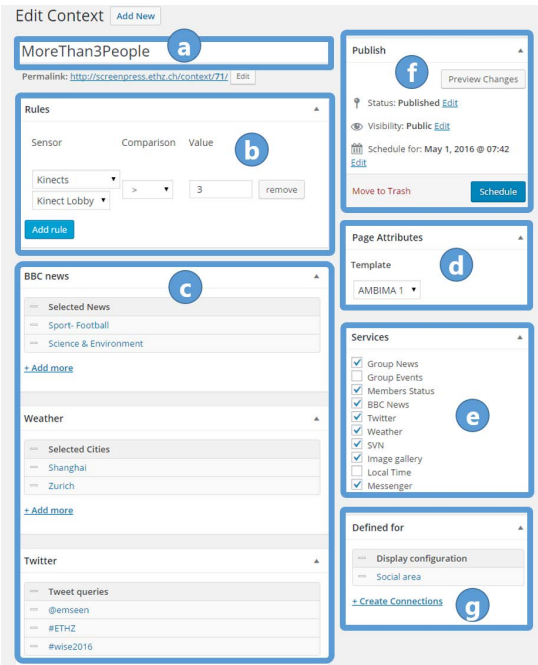 Edit Context Add New
MoreThan3People
a
Permalink: http://screenpress.ethz.ch/context/71/ Edit
Rules
Sensor Comparison Value
b
Kinects
Kinect Lobby > 3 remove
Add rule
BBC news
c
Selected News
Sport- Football
Science & Environment
+ Add more
Weather
Selected Cities
Shanghai
Zurich
+ Add more
Twitter
Tweet queries
@emseen
#ETHZ
#wise2016
Publish
f
Preview Changes
Status: Published Edit
Visibility: Public Edit
Schedule for: May 1, 2016 @ 07:42
Edit
Move to Trash Schedule
Page Attributes
d
Template
AMBIMA 1
Services
Group News
Group Events
Members Status
BBC News
Twitter
e
Weather
SVN
Image gallery
Local Time
Messenger
Defined for
Display configuration
Social area
+ Create Connections
g